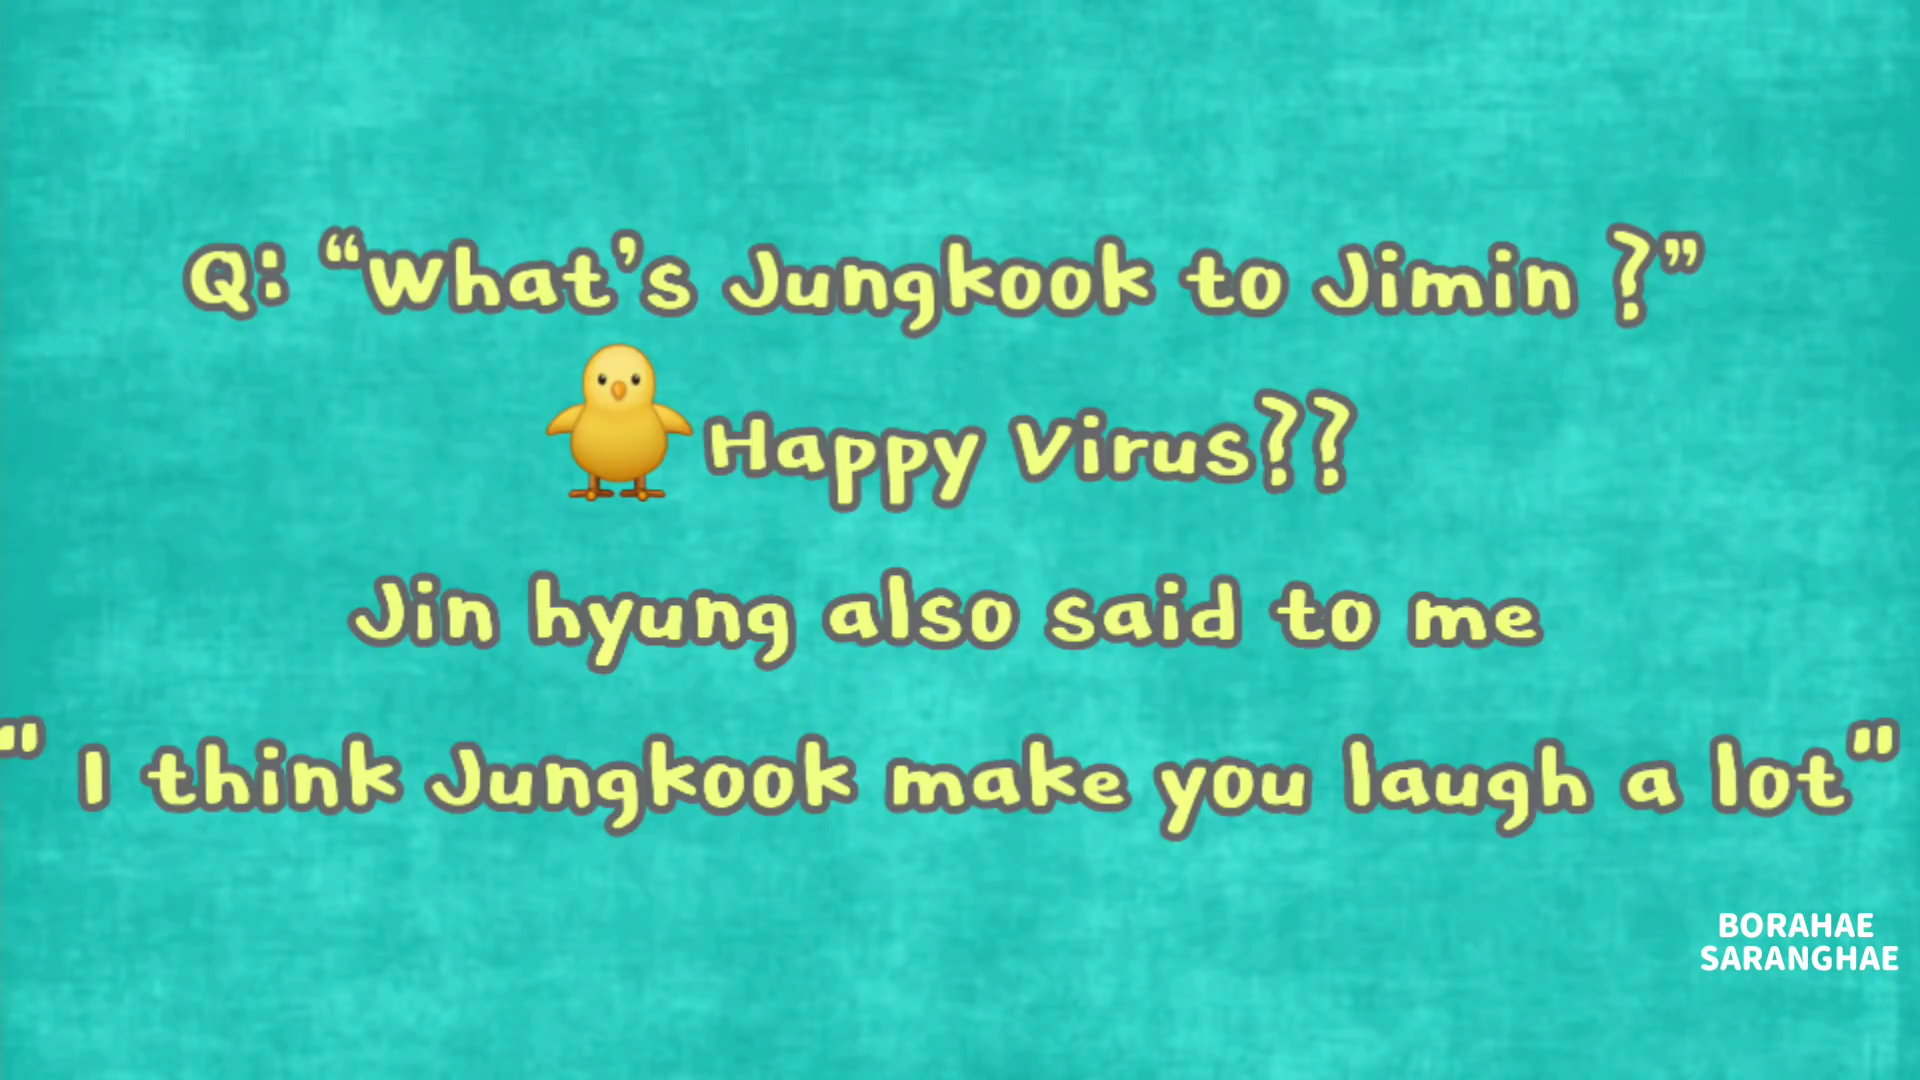 Q: “What’s Jungkook to Jimin ?”
🐥Happy Virus??
Jin hyung also said to me
" I think Jungkook make you laugh a lot"
BORAHAE
SARANGHAE